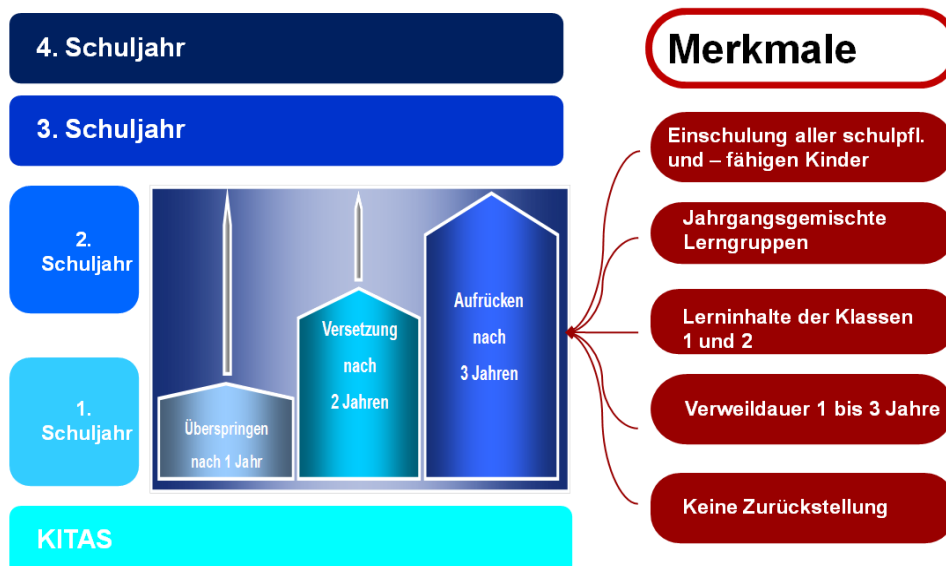 4. Schuljahr
3. Schuljahr
2.
Schuljahr
1.
Schuljahr
KITAS
Überspringen
nach 1 Jahr
Versetzung
nach
2 Jahren
Aufrücken
nach
3 Jahren
Merkmale
Einschulung aller schulpfl.
und – fähigen Kinder
Jahrgangsgemischte
Lerngruppen
Lerninhalte der Klassen
1 und 2
Verweildauer 1 bis 3 Jahre
Keine Zurückstellung